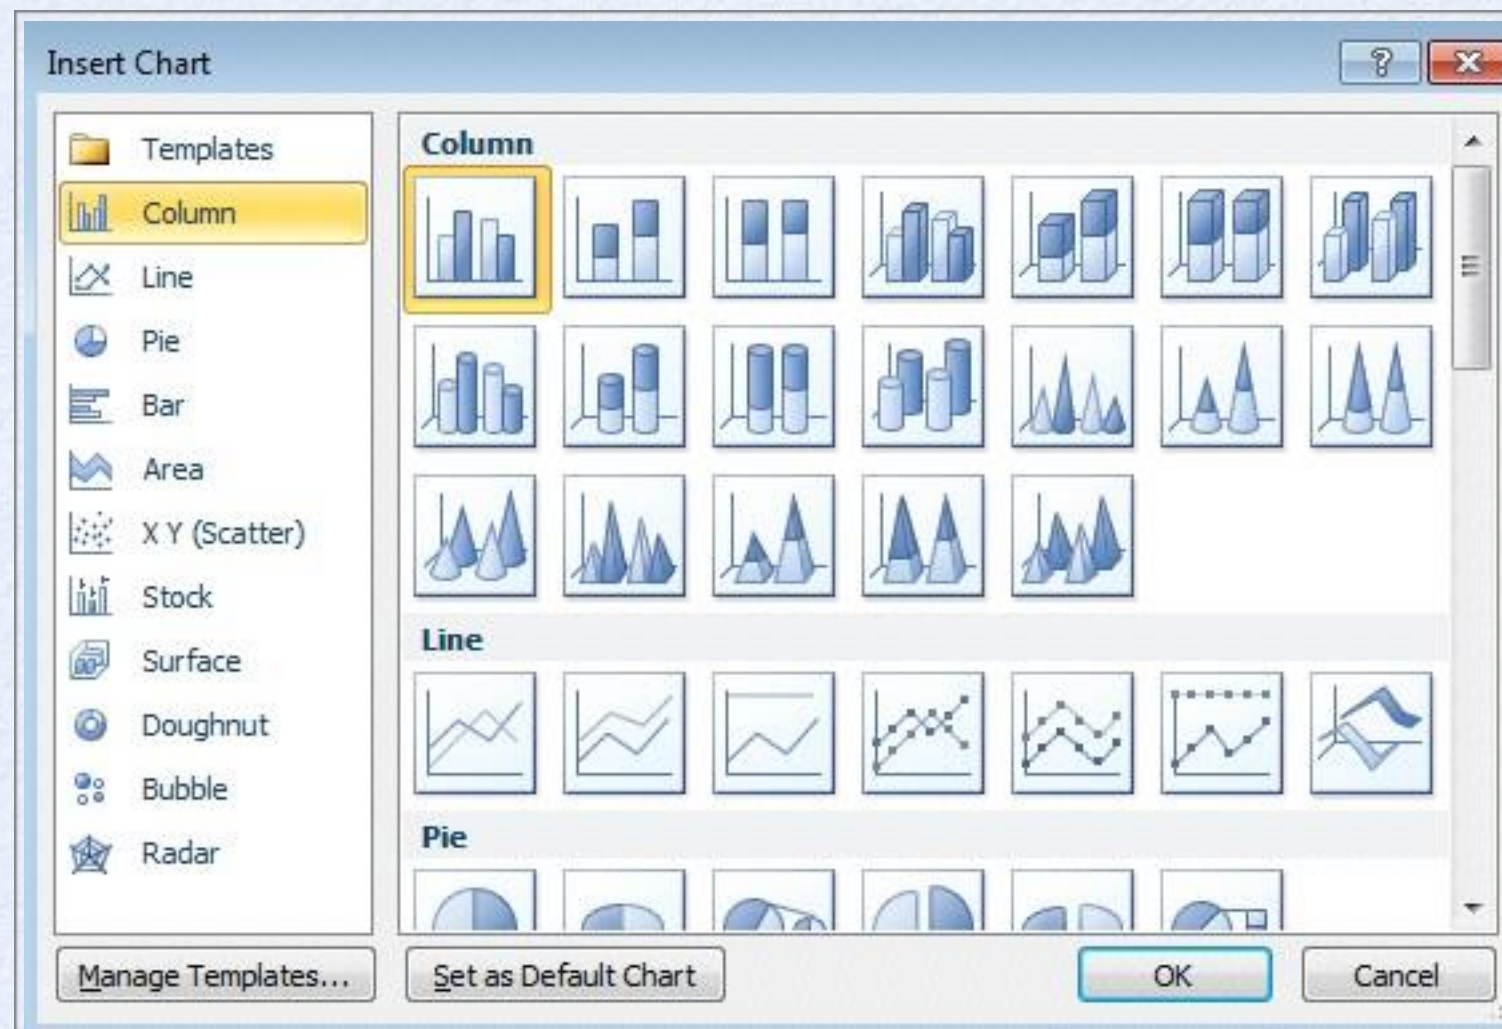 Insert Chart
?
Templates
Column
Line
Pie
Bar
Area
X Y (Scatter)
Stock
Surface
Doughnut
Bubble
Radar
Column
Line
Pie
Manage Templates...
Set as Default Chart
OK
Cancel